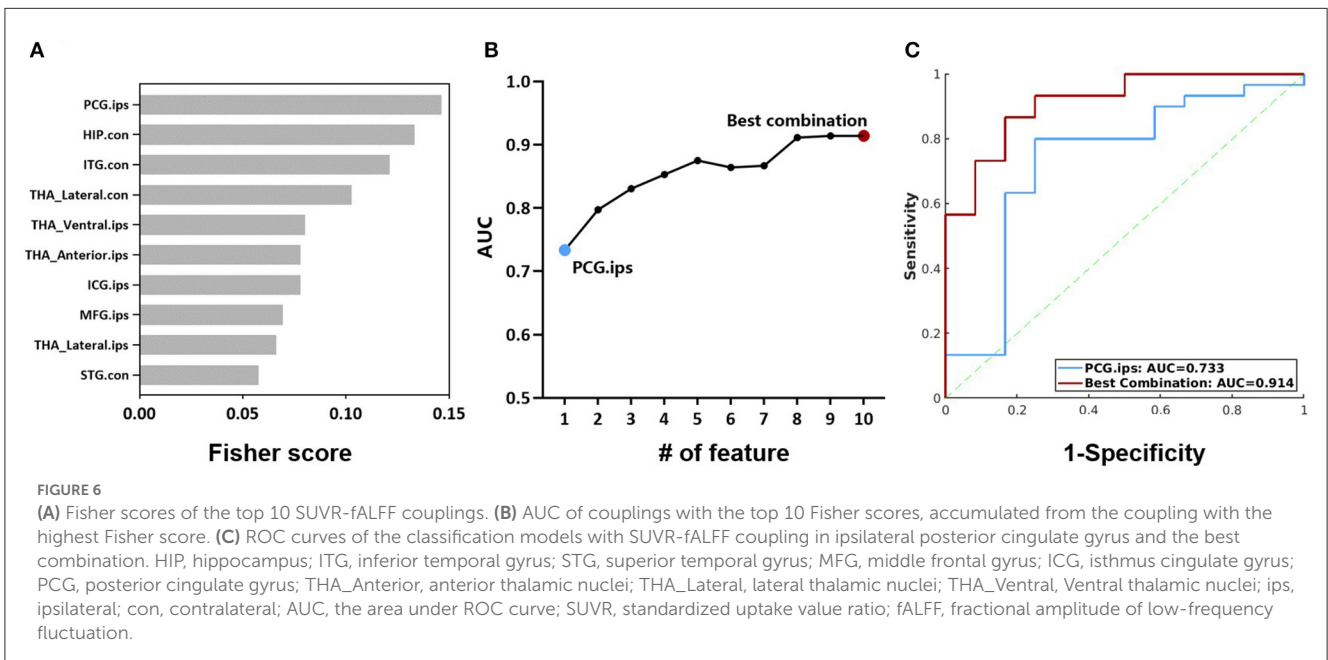 A
PCG.ips
HIP.con
ITG.con
THA_Lateral.con
THA_Ventral.ips
THA_Anterior.ips
ICG.ips
MFG.ips
THA_Lateral.ips
STG.con
0.00 0.05 0.10 0.15
Fisher score
B
1.0
0.9
0.8
0.7
0.6
0.5
AUC
Best combination
PCG.ips
1 2 3 4 5 6 7 8 9 10
# of feature
C
1
0.8
0.6
0.4
0.2
0
Sensitivity
PCG.ips: AUC=0.733
Best Combination: AUC=0.914
0 0.2 0.4 0.6 0.8 1
1-Specificity
FIGURE 6
(A) Fisher scores of the top 10 SUVR-fALFF couplings. (B) AUC of couplings with the top 10 Fisher scores, accumulated from the coupling with the
highest Fisher score. (C) ROC curves of the classification models with SUVR-fALFF coupling in ipsilateral posterior cingulate gyrus and the best
combination. HIP, hippocampus; ITG, inferior temporal gyrus; STG, superior temporal gyrus; MFG, middle frontal gyrus; ICG, isthmus cingulate gyrus;
PCG, posterior cingulate gyrus; THA_Anterior, anterior thalamic nuclei; THA_Lateral, lateral thalamic nuclei; THA_Ventral, Ventral thalamic nuclei; ips,
ipsilateral; con, contralateral; AUC, the area under ROC curve; SUVR, standardized uptake value ratio; fALFF, fractional amplitude of low-frequency
fluctuation.